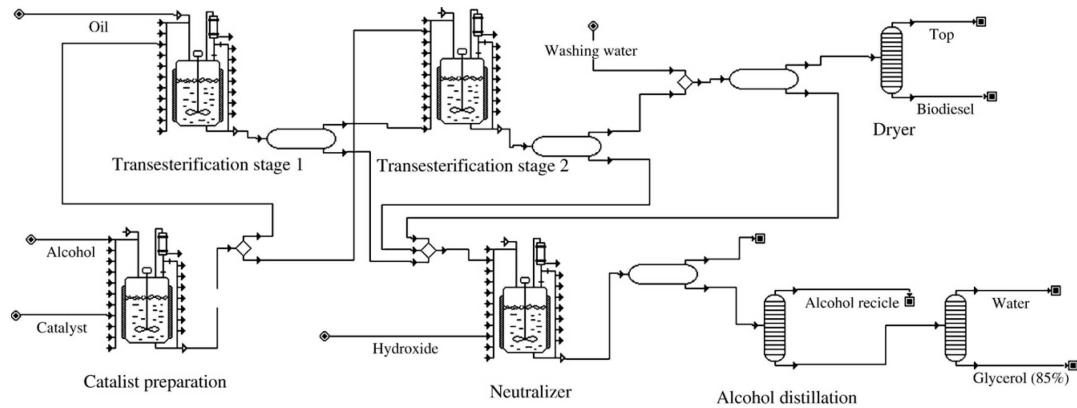 Oil
Washing water
Top
Biodiesel
Dryer
Transesterification stage 1
Transesterification stage 2
Alcohol
Catalyst
Catalist preparation
Hydroxide
Neutralizer
Alcohol recicle
Water
Glycerol (85%)
Alcohol distillation